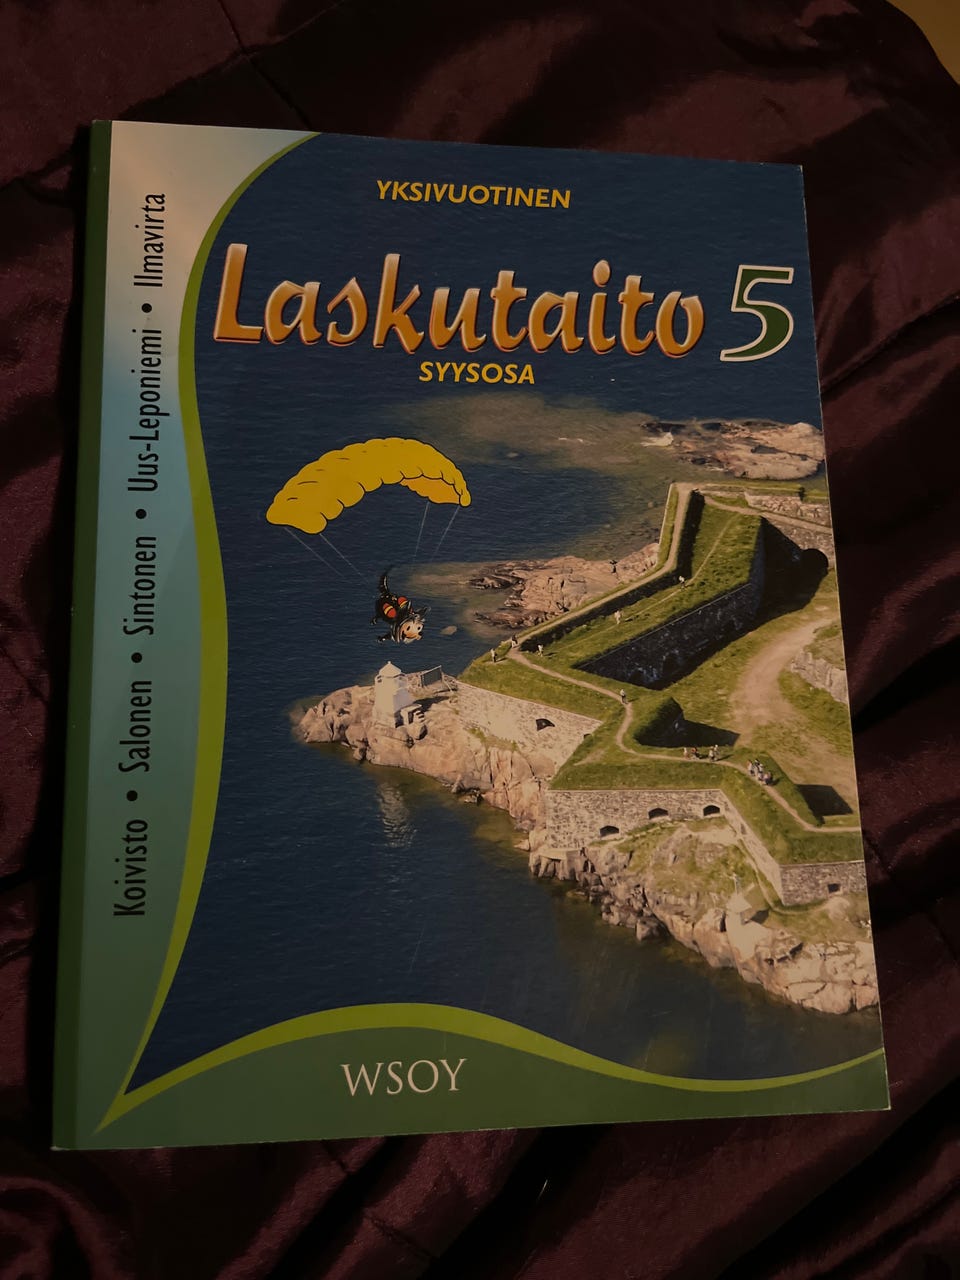 YKSIVUOTINEN
Laskutaito 5
SYYSOSA
Koivisto • Salonen • Sintonen • Uus-Leponiemi • Ilmavirta
WSOY